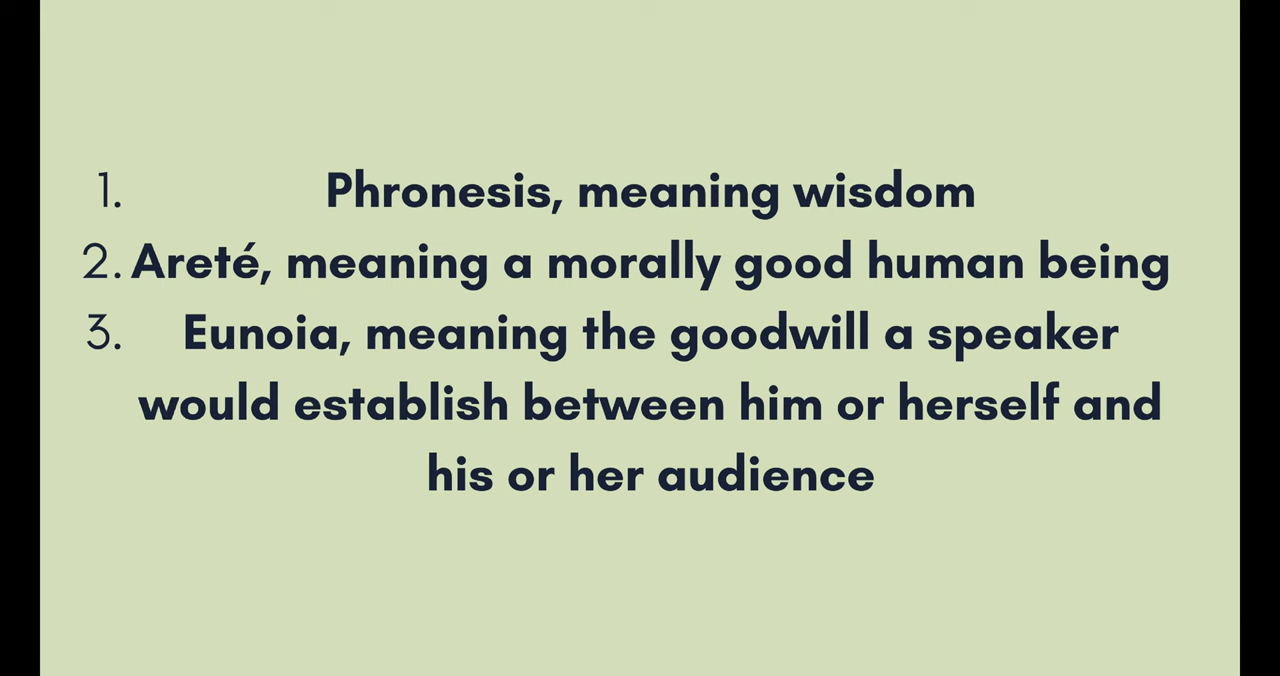 1. Phronesis, meaning wisdom
2. Areté, meaning a morally good human being
3. Eunoia, meaning the goodwill a speaker
would establish between him or herself and
his or her audience